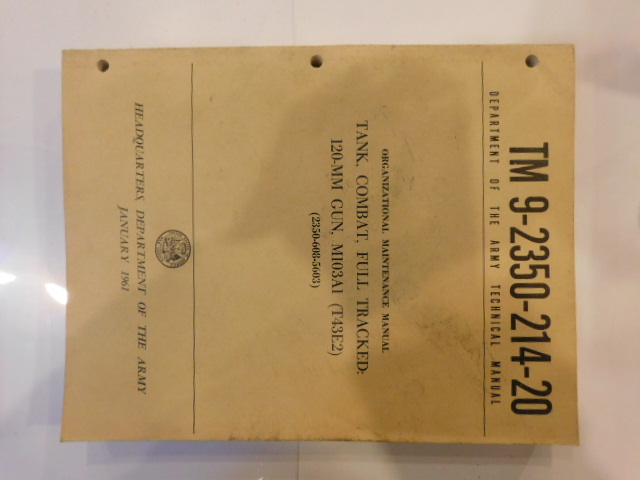 TM 9-2350-214-20
DEPARTMENT OF THE ARMY TECHNICAL MANUAL
ORGANIZATIONAL MAINTENANCE MANUAL
TANK, COMBAT, FULL TRACKED:
120-MM GUN, M103A1 (T43E2)
(2350-608-5603)
HEADQUARTERS, DEPARTMENT OF THE ARMY
JANUARY 1961